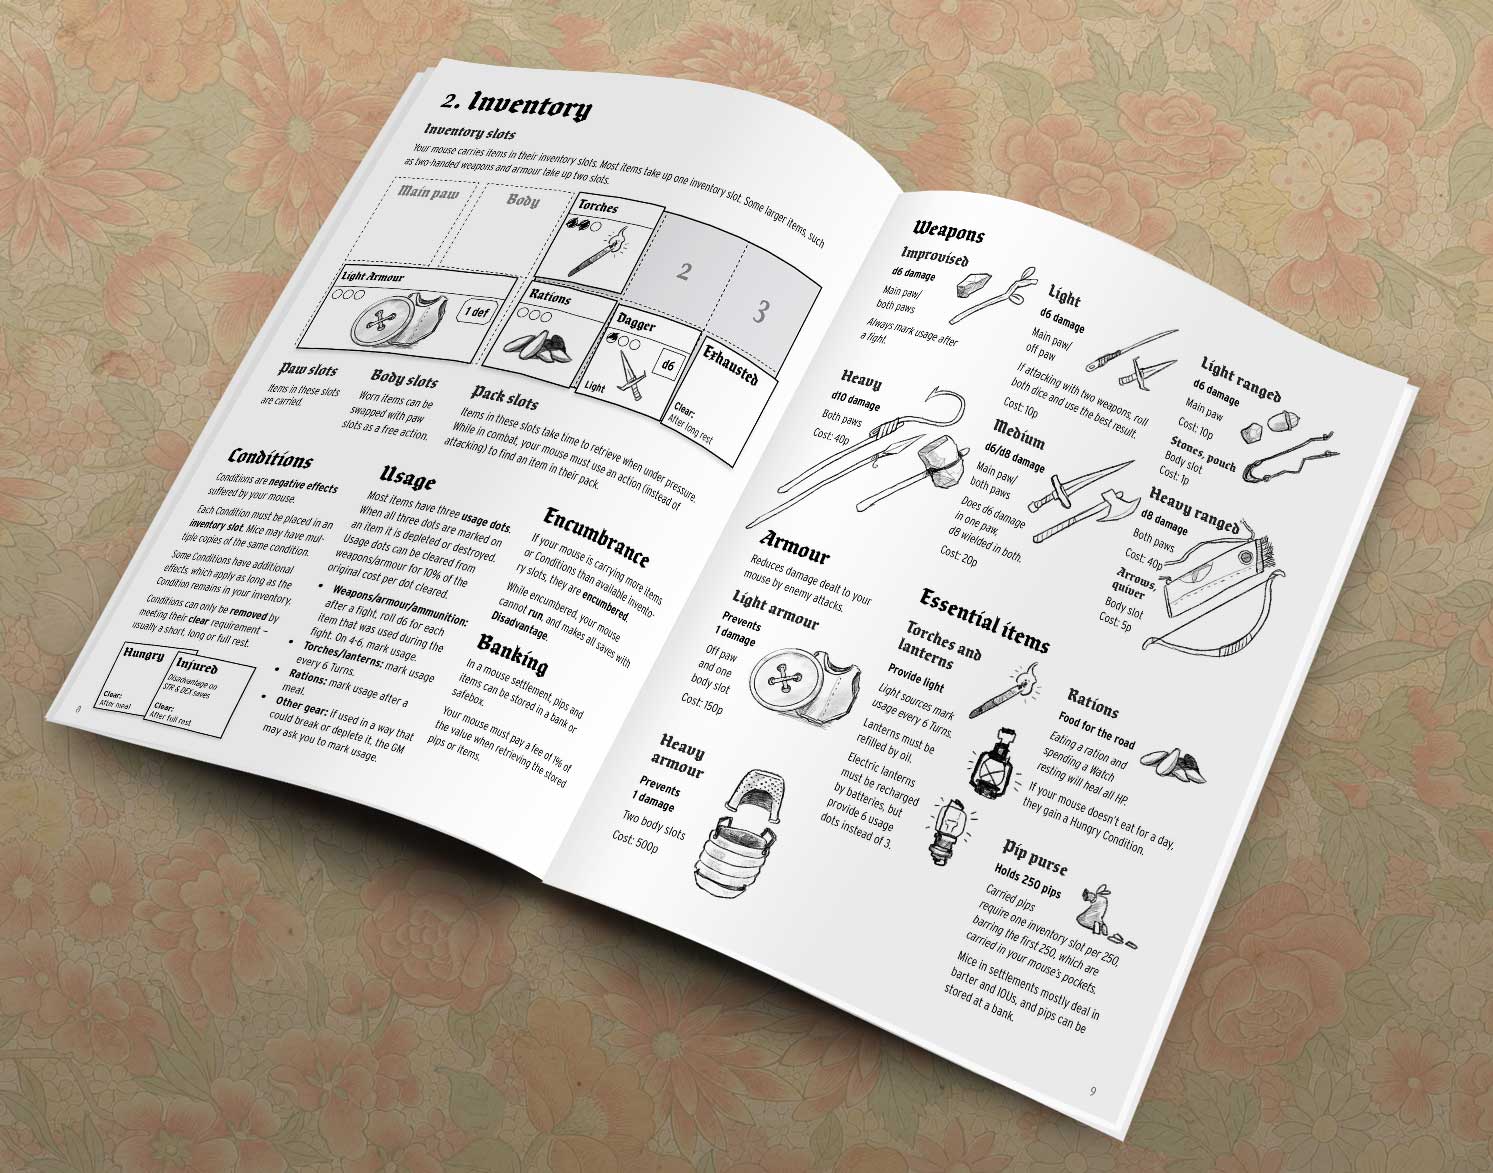 2. Inventory
Inventory slots
Your mouse carries items in their inventory slots. Most items take up one inventory slot. Some larger items, such
as two-handed weapons and armour take up two slots.
Main paw
Body
Torches
2
3
Light Armour
1 def
Rations
Dagger
d6
Light
Exhausted
Clear:
After long rest
Paw slots
Items in these slots
are carried.
Body slots
Worn items can be
swapped with paw
slots as a free action.
Pack slots
Items in these slots take time to retrieve when under pressure.
While in combat, your mouse must use an action (instead of
attacking) to find an item in their pack.
Conditions
Conditions are negative effects
suffered by your mouse.
Each Condition must be placed in an
inventory slot. Mice may have mul-
tiple copies of the same condition.
Some Conditions have additional
effects, which apply as long as the
Condition remains in your inventory.
Conditions can only be removed by
meeting their clear requirement –
usually a short, long or full rest.
Hungry
Clear:
After meal
Injured
Disadvantage on
STR & DEX saves
Clear:
After full rest
8
Usage
Most items have three usage dots.
When all three dots are marked on
an item it is depleted or destroyed.
Usage dots can be cleared from
weapons/armour for 10% of the
original cost per dot cleared.
• Weapons/armour/ammunition:
after a fight, roll d6 for each
item that was used during the
fight. On 4-6, mark usage.
• Torches/lanterns: mark usage
every 6 Turns.
• Rations: mark usage after a
meal.
• Other gear: if used in a way that
could break or deplete it, the GM
may ask you to mark usage.
Encumbrance
If your mouse is carrying more items
or Conditions than available invento-
ry slots, they are encumbered.
While encumbered, your mouse
cannot run, and makes all saves with
Disadvantage.
Banking
In a mouse settlement, pips and
items can be stored in a bank or
safebox.
Your mouse must pay a fee of 1% of
the value when retrieving the stored
pips or items.
Weapons
Improvised
d6 damage
Main paw/
both paws
Always mark usage after
a fight.
Light
d6 damage
Main paw/
off paw
If attacking with two weapons, roll
both dice and use the best result.
Cost: 10p
Light ranged
d6 damage
Main paw
Cost: 10p
Stones, pouch
Body slot
Cost: 1p
Heavy
d10 damage
Both paws
Cost: 40p
Medium
d6/d8 damage
Main paw/
both paws
Does d6 damage
in one paw,
d8 wielded in both.
Cost: 20p
Heavy ranged
d8 damage
Both paws
Cost: 40p
Arrows,
quiver
Body slot
Cost: 5p
Armour
Reduces damage dealt to your
mouse by enemy attacks.
Light armour
Prevents
1 damage
Off paw
and one
body slot
Cost: 150p
Heavy
armour
Prevents
1 damage
Two body slots
Cost: 500p
Essential items
Torches and
lanterns
Provide light
Light sources mark
usage every 6 Turns.
Lanterns must be
refilled by oil.
Electric lanterns
must be recharged
by batteries, but
provide 6 usage
dots instead of 3.
Rations
Food for the road
Eating a ration and
spending a Watch
resting will heal all HP.
If your mouse doesn't eat for a day,
they gain a Hungry Condition.
Pip purse
Holds 250 pips
Carried pips
require one inventory slot per 250,
barring the first 250, which are
carried in your mouse's pockets.
Mice in settlements mostly deal in
barter and IOUs, and pips can be
stored at a bank.
9